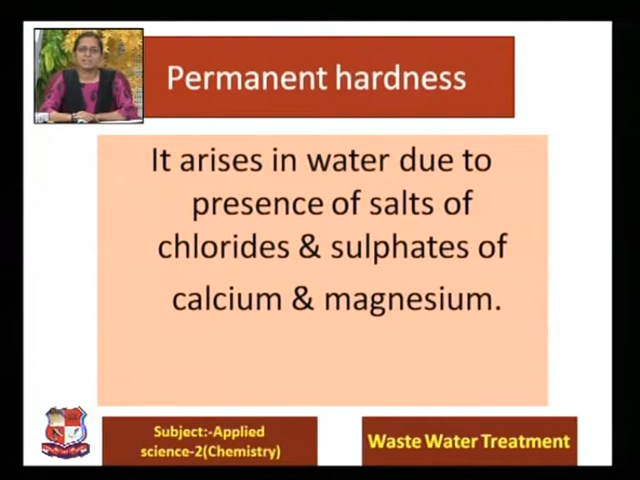 Permanent hardness
It arises in water due to
presence of salts of
chlorides & sulphates of
calcium & magnesium.
Subject:-Applied
science-2(Chemistry)
Waste Water Treatment